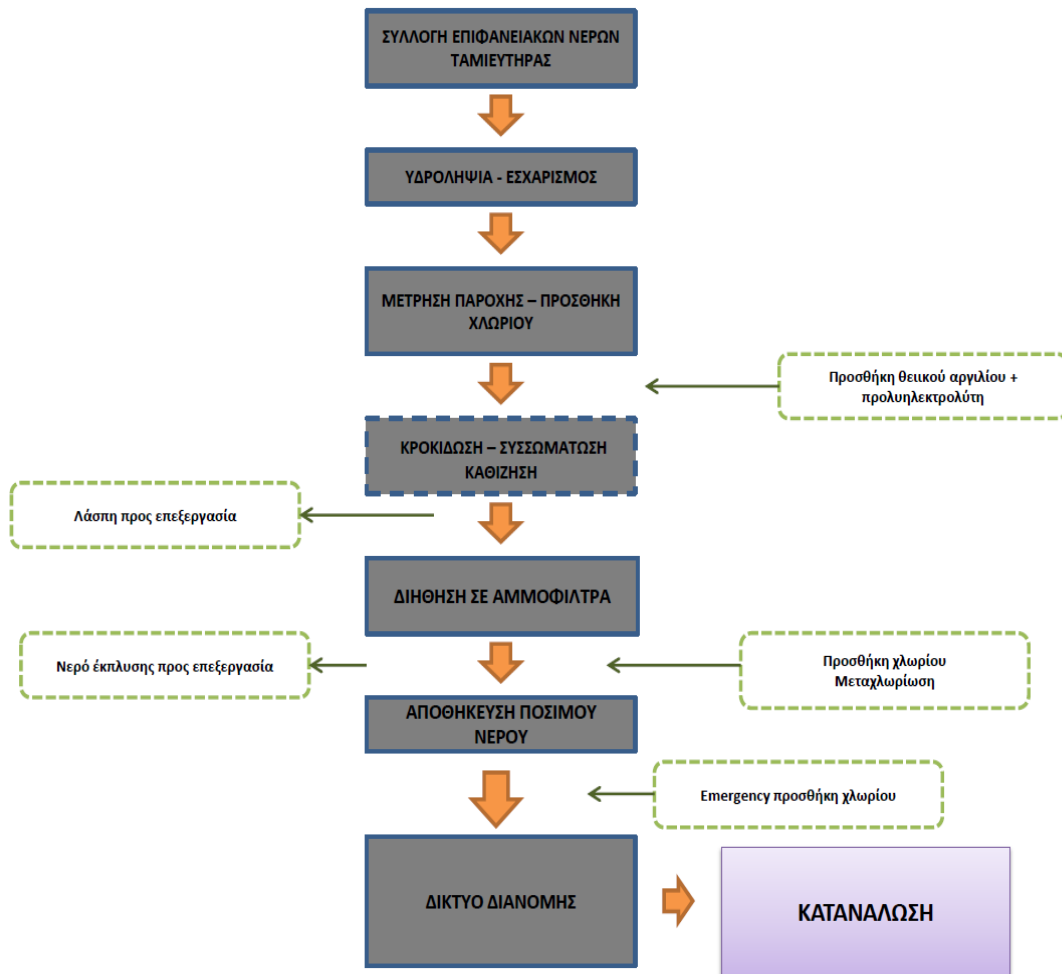 ΣΥΛΛΟΓΗ ΕΠΙΦΑΝΕΙΑΚΩΝ ΝΕΡΩΝ
ΤΑΜΙΕΥΤΗΡΑΣ
ΥΔΡΟΛΗΨΙΑ - ΕΣΧΑΡΙΣΜΟΣ
ΜΕΤΡΗΣΗ ΠΑΡΟΧΗΣ – ΠΡΟΣΘΗΚΗ
ΧΛΩΡΙΟΥ
Προσθήκη θειικού αργιλίου +
προλυηλεκτρολύτη
ΚΡΟΚΙΔΩΣΗ – ΣΥΣΣΩΜΑΤΩΣΗ
ΚΑΘΙΖΗΣΗ
Λάσπη προς επεξεργασία
ΔΙΗΘΗΣΗ ΣΕ ΑΜΜΟΦΙΛΤΡΑ
Νερό έκπλυσης προς επεξεργασία
Προσθήκη χλωρίου
Μεταχλωρίωση
ΑΠΟΘΗΚΕΥΣΗ ΠΟΣΙΜΟΥ
ΝΕΡΟΥ
Emergency προσθήκη χλωρίου
ΔΙΚΤΥΟ ΔΙΑΝΟΜΗΣ
ΚΑΤΑΝΑΛΩΣΗ